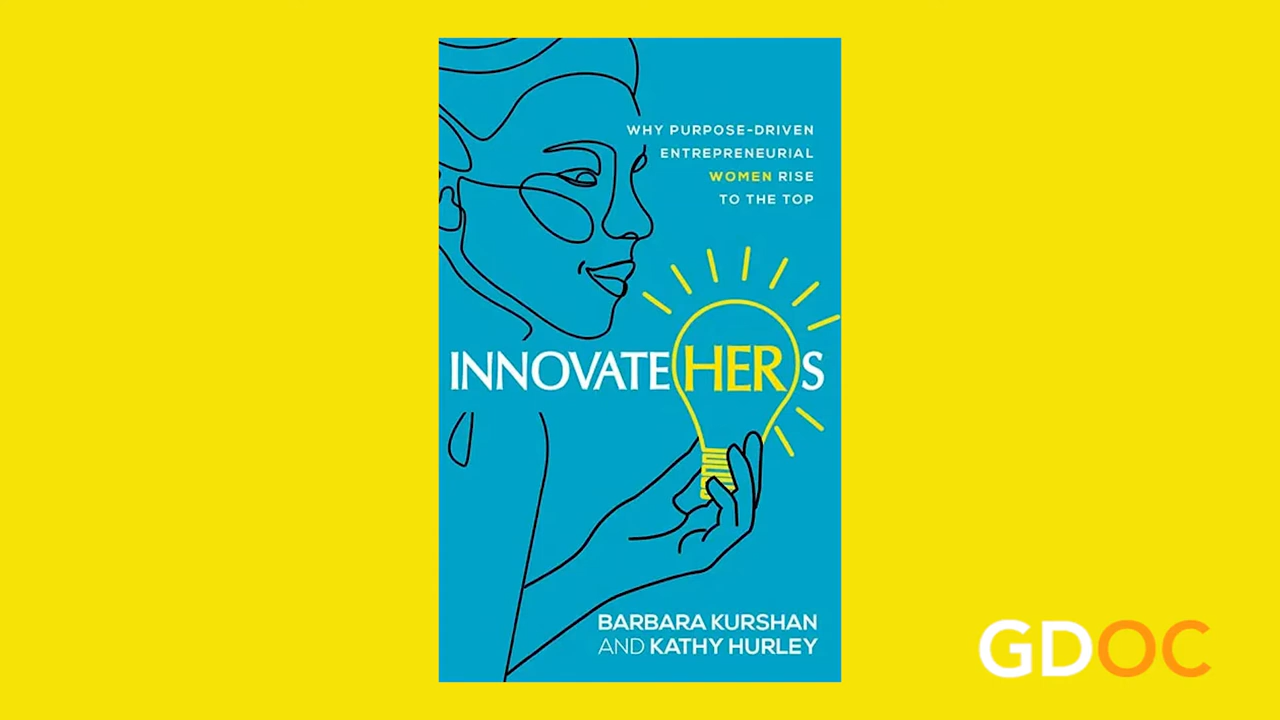 WHY PURPOSE-DRIVEN
ENTREPRENEURIAL
WOMEN RISE
TO THE TOP
INNOVATEHERS
BARBARA KURSHAN
AND KATHY HURLEY
GDOC